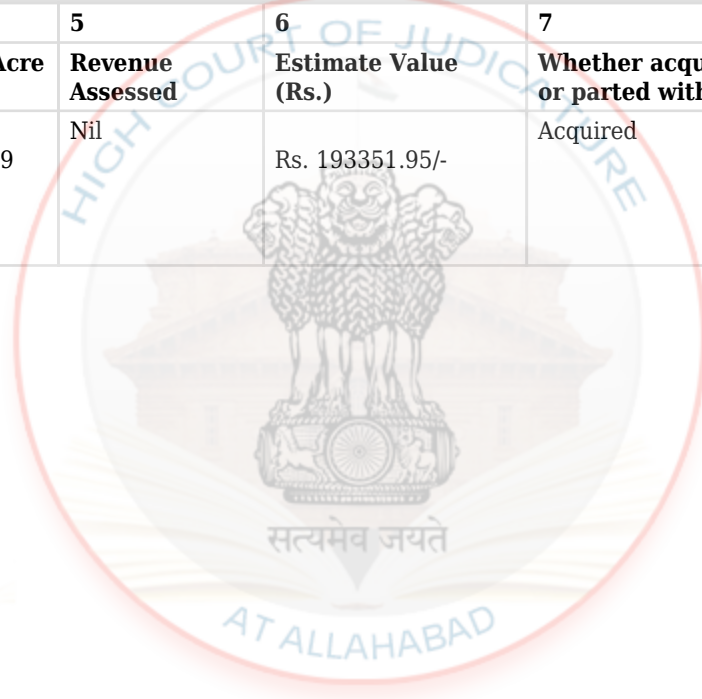 5 6 7
Acre Revenue Assessed Estimate Value (Rs.) Whether acqu or parted with
Nil Acquired
9 Rs. 193351.95/-
HIGH COURT OF JUDICATURE
सत्यमेव जयते
AT ALLAHABAD